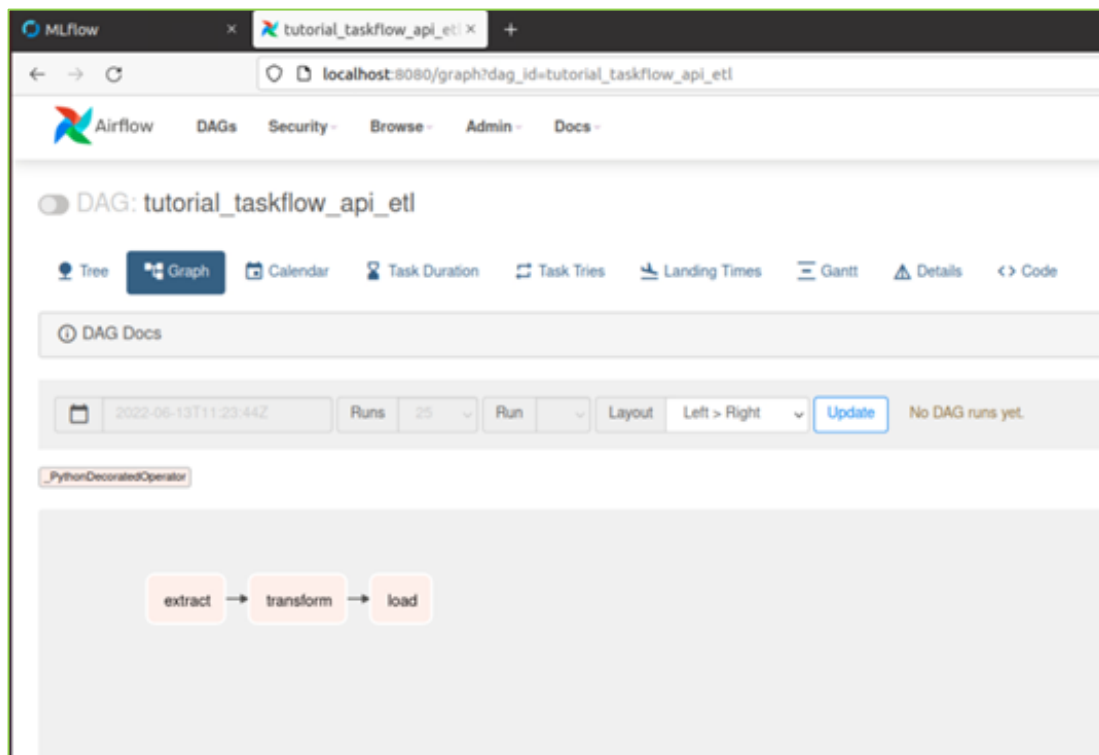 MLflow × tutorial_taskflow_api_etl × +
localhost:8080/graph?dag_id=tutorial_taskflow_api_etl
Airflow DAGs Security Browse Admin Docs
DAG: tutorial_taskflow_api_etl
Tree Graph Calendar Task Duration Task Tries Landing Times Gantt Details <> Code
DAG Docs
2022-06-13T11:23:44Z Runs 25 Run Layout Left > Right Update No DAG runs yet.
_PythonDecoratedOperator
extract transform load